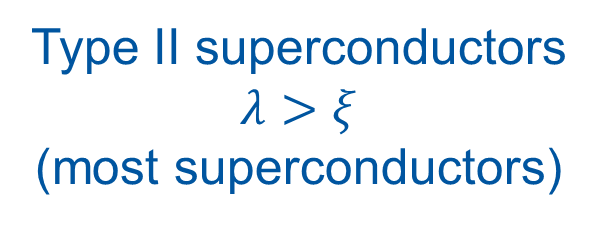 Type II superconductors
λ > ξ
(most superconductors)